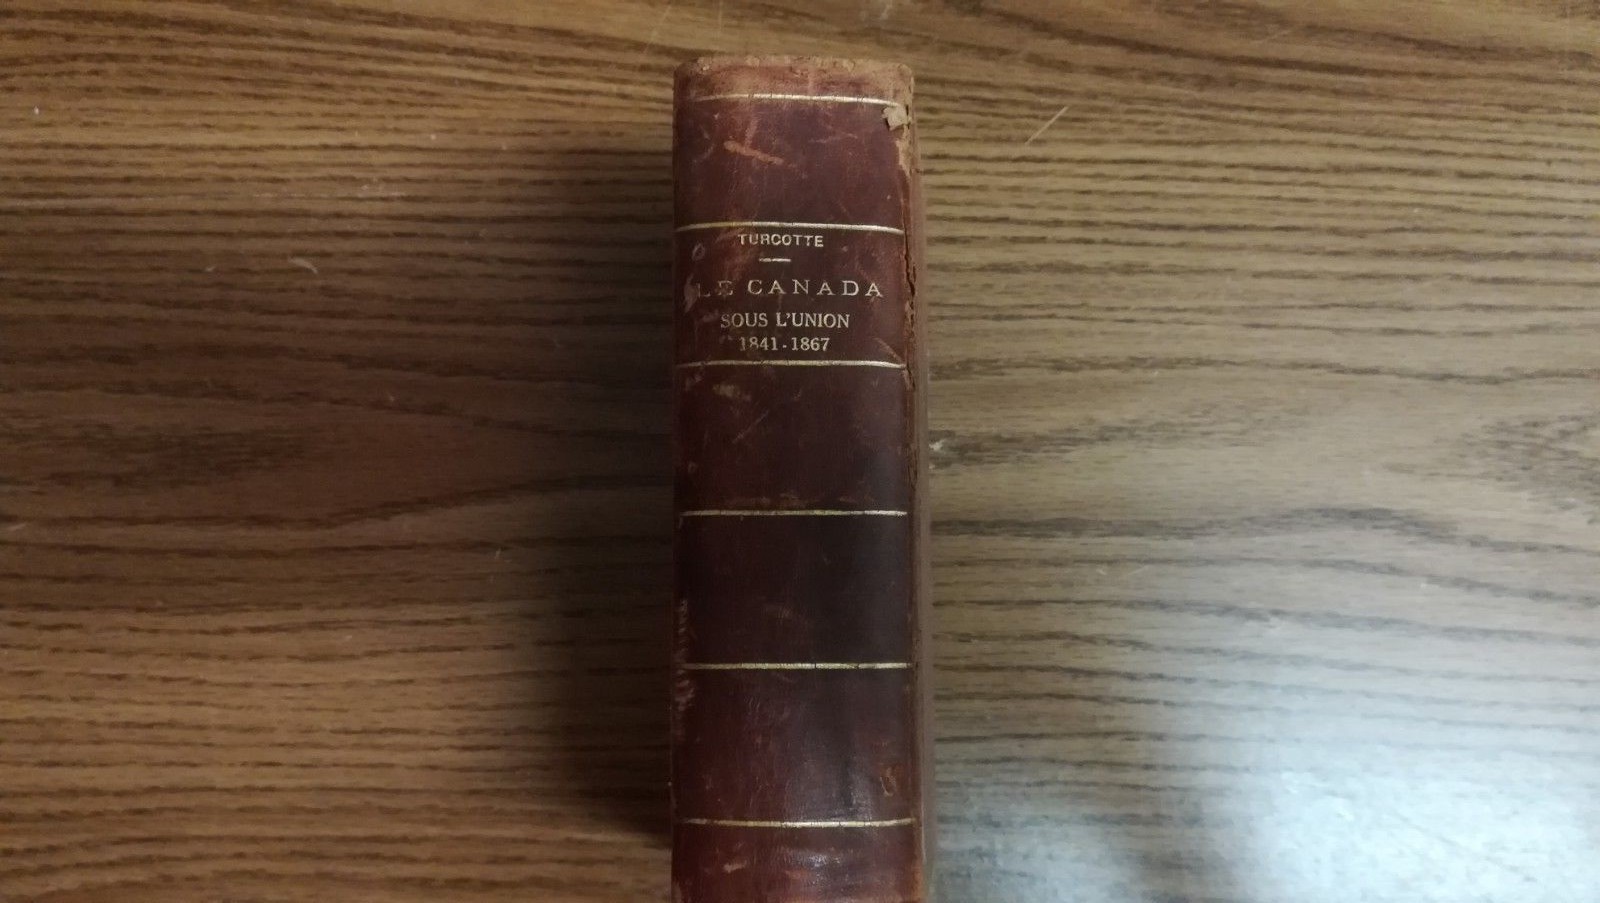 TURCOTTE
LE CANADA
SOUS L'UNION
1841-1867